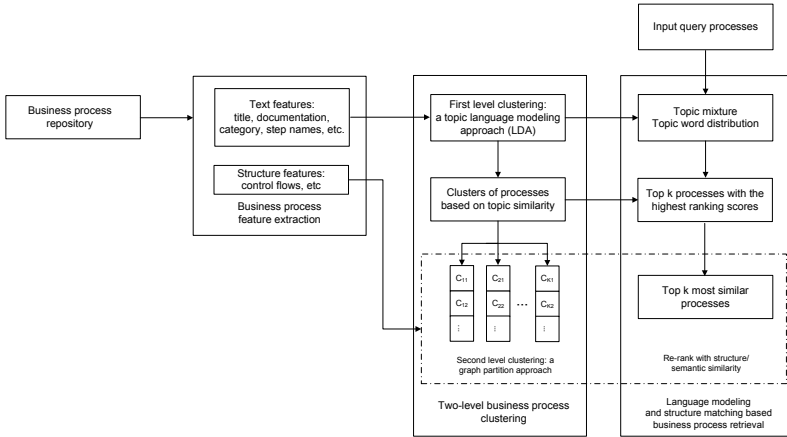 Input query processes
Business process
repository
Text features:
title, documentation,
category, step names, etc.
Structure features:
control flows, etc
Business process
feature extraction
First level clustering:
a topic language modeling
approach (LDA)
Clusters of processes
based on topic similarity
C11
C12
⋮
C21
C22
⋮
...
CK1
CK2
⋮
Second level clustering: a
graph partition approach
Two-level business process
clustering
Topic mixture
Topic word distribution
Top k processes with the
highest ranking scores
Top k most similar
processes
Re-rank with structure/
semantic similarity
Language modeling
and structure matching based
business process retrieval